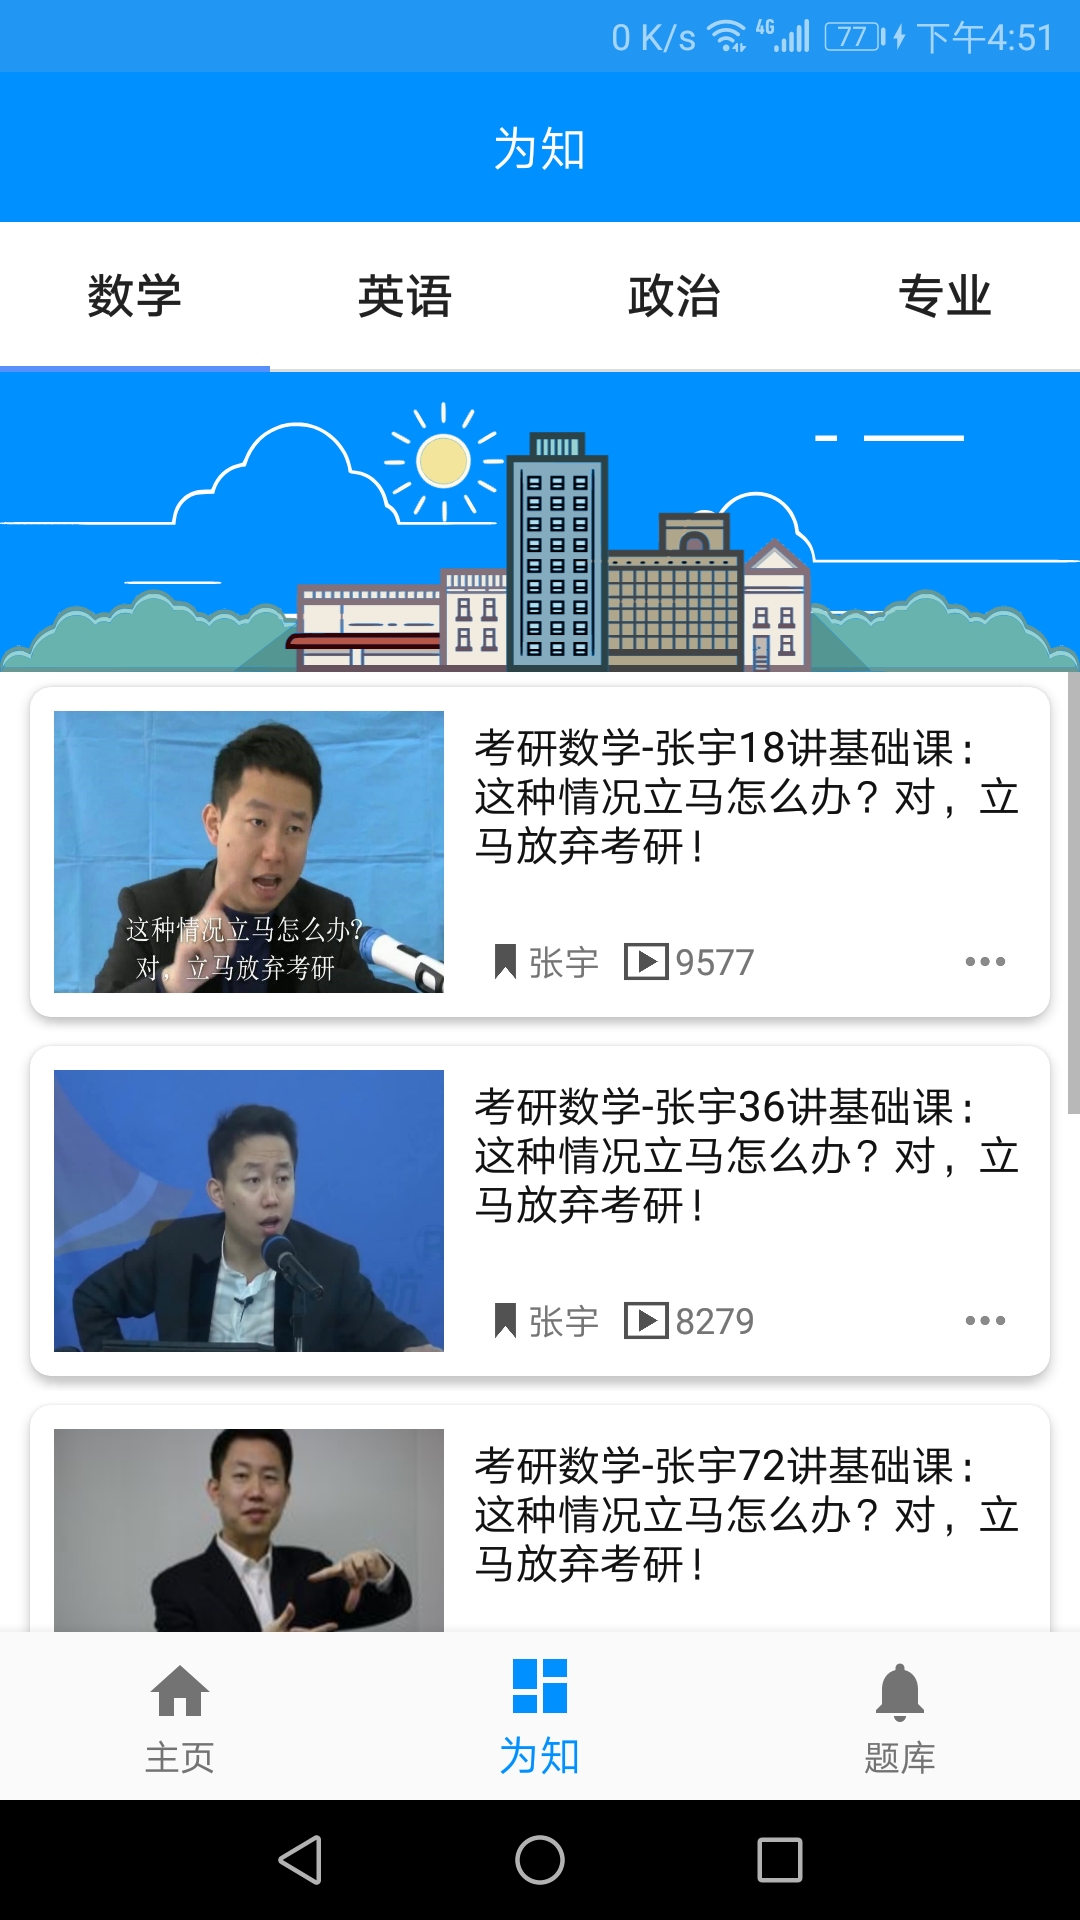 0 K/s 4G 77 下午4:51
为知
数学 英语 政治 专业
考研数学-张宇18讲基础课：
这种情况立马怎么办？对，立
马放弃考研！
这种情况立马怎么办?
对，立马放弃考研
张宇 9577
考研数学-张宇36讲基础课：
这种情况立马怎么办？对，立
马放弃考研！
张宇 8279
考研数学-张宇72讲基础课：
这种情况立马怎么办？对，立
马放弃考研！
主页 为知 题库